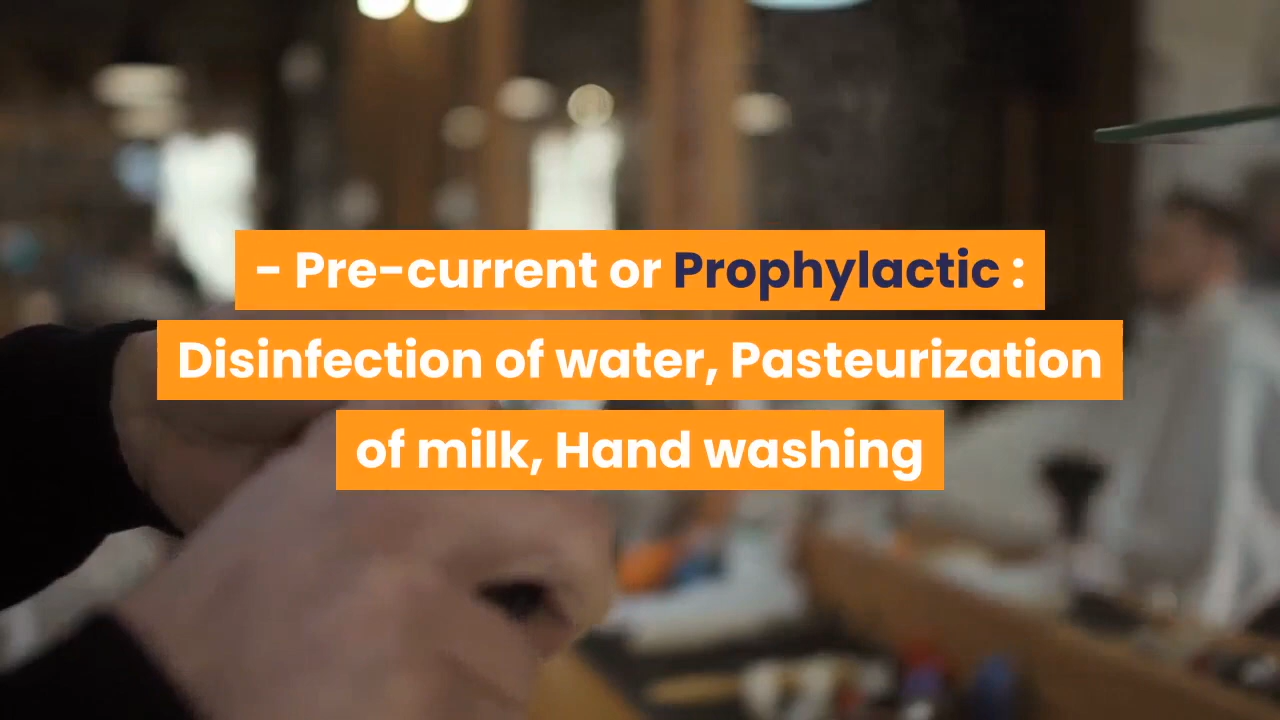 - Pre-current or Prophylactic :
Disinfection of water, Pasteurization
of milk, Hand washing